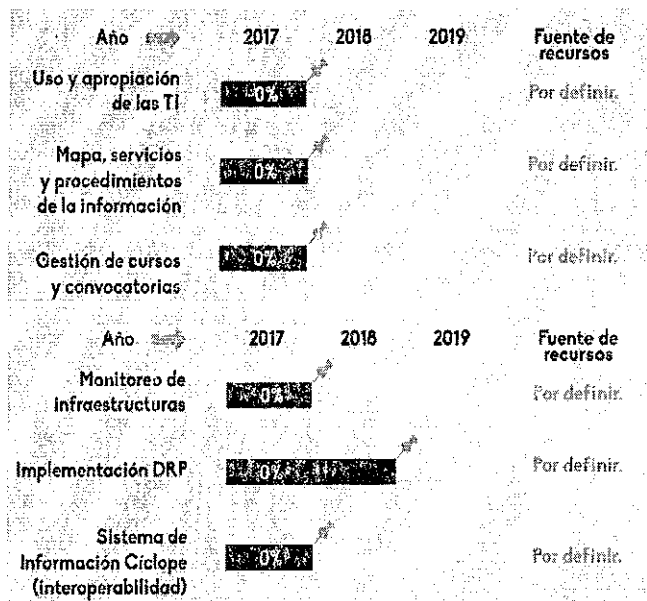 Año 2017 2018 2019 Fuente de
recursos
Uso y apropiación
de las TI
0%
Por definir.
Mapa, servicios
y procedimientos
de la información
0%
Por definir.
Gestión de cursos
y convocatorias
0%
Por definir.
Año 2017 2018 2019 Fuente de
recursos
Monitoreo de
infraestructuras
0%
Por definir.
Implementación DRP
0%
Por definir.
Sistema de
Información Cíclope
(interoperabilidad)
0%
Por definir.